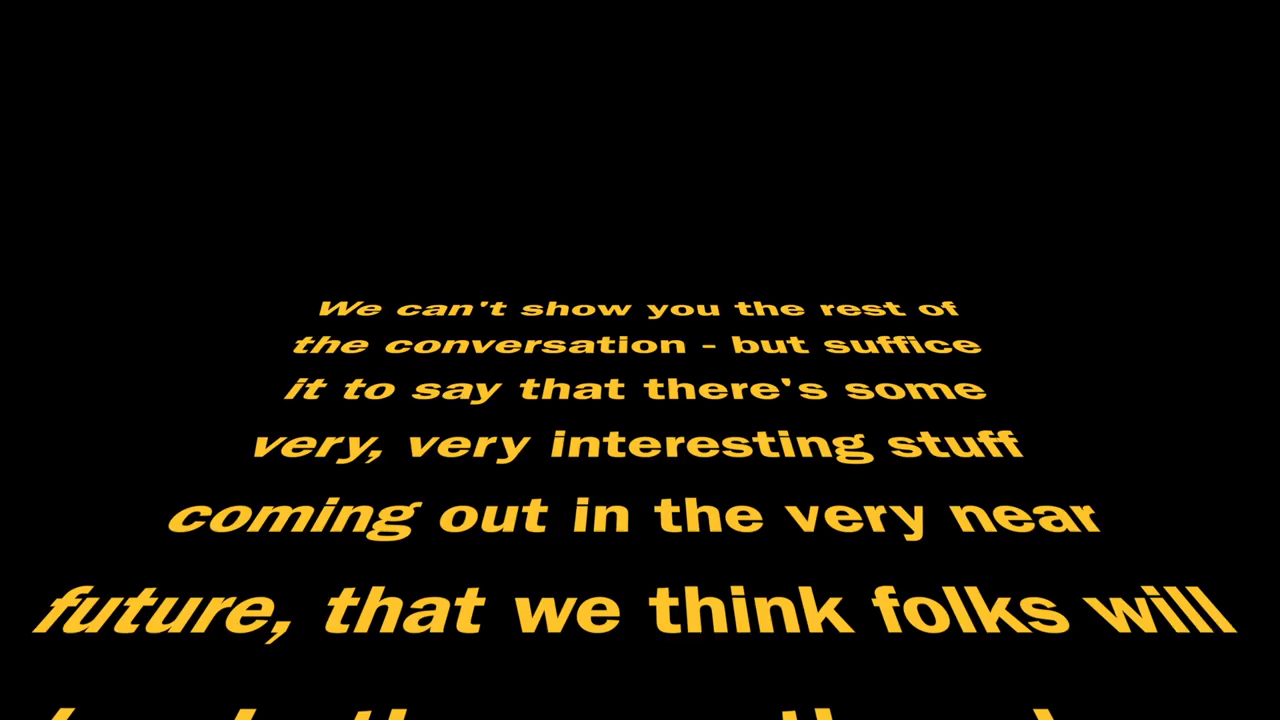 We can't show you the rest of
the conversation - but suffice
it to say that there's some
very, very interesting stuff
coming out in the very near
future, that we think folks will